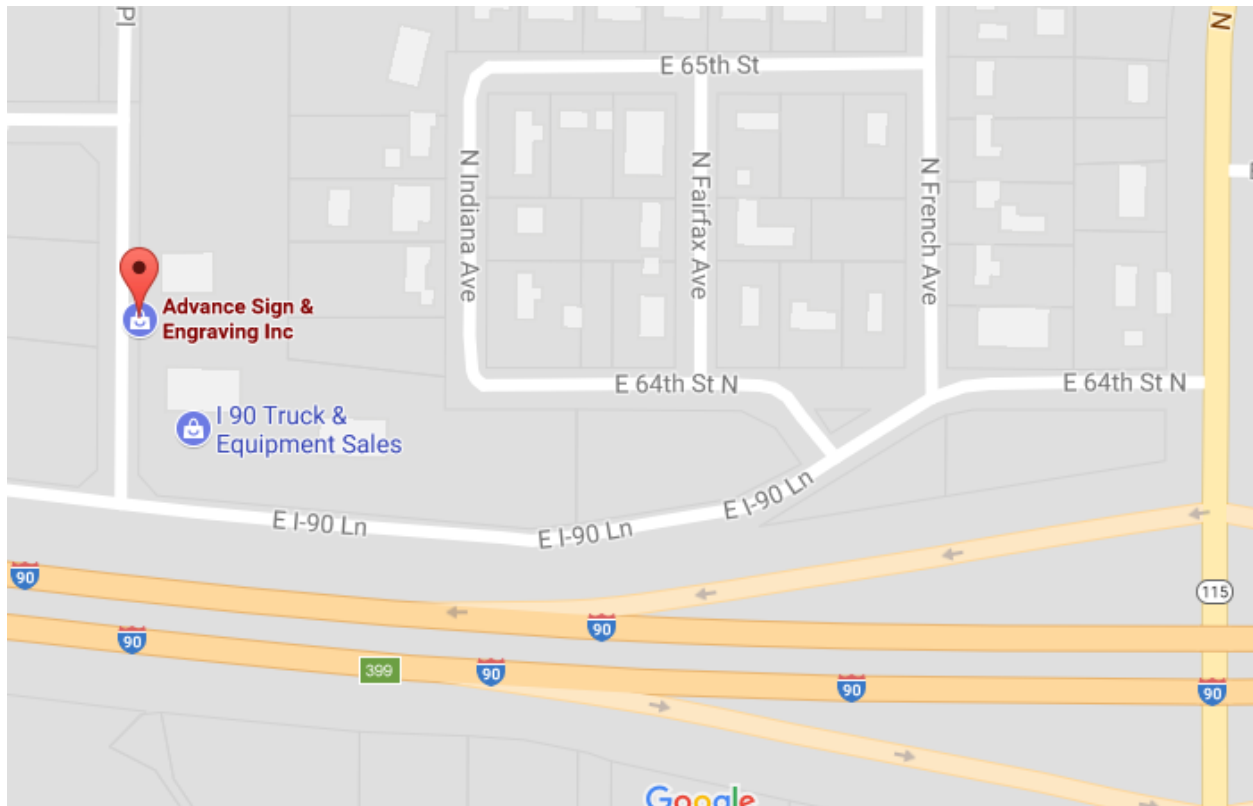 Pl
N
E 65th St
N Indiana Ave
N Fairfax Ave
N French Ave
Advance Sign &
Engraving Inc
E 64th St N
E 64th St N
I 90 Truck &
Equipment Sales
E I-90 Ln
E I-90 Ln
E I-90 Ln
90
115
90
90
399
90
90
90
Google